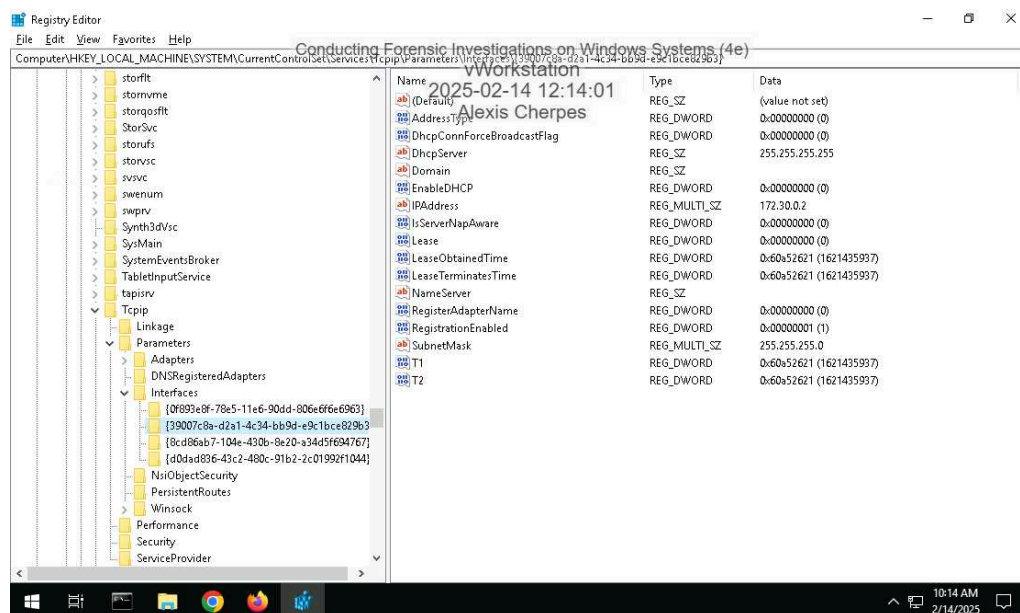 Registry Editor
File Edit View Favorites Help
Computer\HKEY_LOCAL_MACHINE\SYSTEM\CurrentControlSet\Services\Tcpip\Parameters\Interfaces\{39007c8a-d2a1-4c34-bb9d-e9c1bce829b3}
Conducting Forensic Investigations on Windows Systems (4e)
vWorkstation
2025-02-14 12:14:01
Alexis Cherpes
storflt
stornvme
storqosflt
StorSvc
storufs
storvsc
svsvc
swenum
swprv
Synth3dVsc
SysMain
SystemEventsBroker
TabletInputService
tapisrv
Tcpip
Linkage
Parameters
Adapters
DNSRegisteredAdapters
Interfaces
{0f893e8f-78e5-11e6-90dd-806e6f6e6963}
{39007c8a-d2a1-4c34-bb9d-e9c1bce829b3
{8cd86ab7-104e-430b-8e20-a34d5f694767}
{d0dad836-43c2-480c-91b2-2c01992f1044}
NsiObjectSecurity
PersistentRoutes
Winsock
Performance
Security
ServiceProvider
Name Type Data
(Default) REG_SZ (value not set)
AddressType REG_DWORD 0x00000000 (0)
DhcpConnForceBroadcastFlag REG_DWORD 0x00000000 (0)
DhcpServer REG_SZ 255.255.255.255
Domain REG_SZ
EnableDHCP REG_DWORD 0x00000000 (0)
IPAddress REG_MULTI_SZ 172.30.0.2
IsServerNapAware REG_DWORD 0x00000000 (0)
Lease REG_DWORD 0x00000000 (0)
LeaseObtainedTime REG_DWORD 0x60a52621 (1621435937)
LeaseTerminatesTime REG_DWORD 0x60a52621 (1621435937)
NameServer REG_SZ
RegisterAdapterName REG_DWORD 0x00000000 (0)
RegistrationEnabled REG_DWORD 0x00000001 (1)
SubnetMask REG_MULTI_SZ 255.255.255.0
T1 REG_DWORD 0x60a52621 (1621435937)
T2 REG_DWORD 0x60a52621 (1621435937)
10:14 AM
2/14/2025